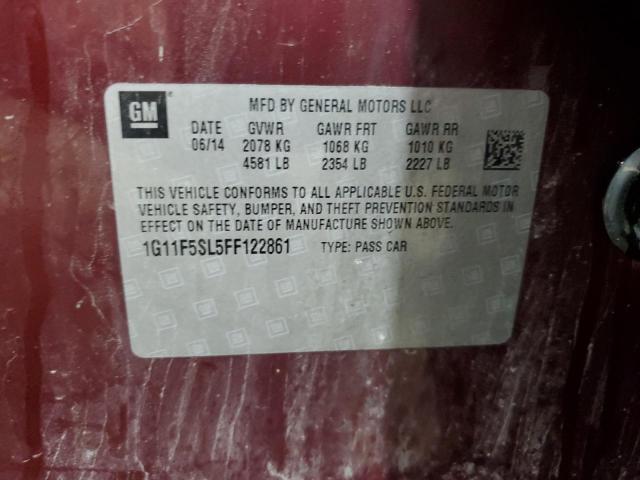 GM
MFD BY GENERAL MOTORS LLC
DATE GVWR GAWR FRT GAWR RR
06/14 2078 KG 1068 KG 1010 KG
4581 LB 2354 LB 2227 LB
THIS VEHICLE CONFORMS TO ALL APPLICABLE U.S. FEDERAL MOTOR
VEHICLE SAFETY, BUMPER, AND THEFT PREVENTION STANDARDS IN
EFFECT ON THE DATE OF MANUFACTURE SHOWN ABOVE.
1G11F5SL5FF122861 TYPE: PASS CAR